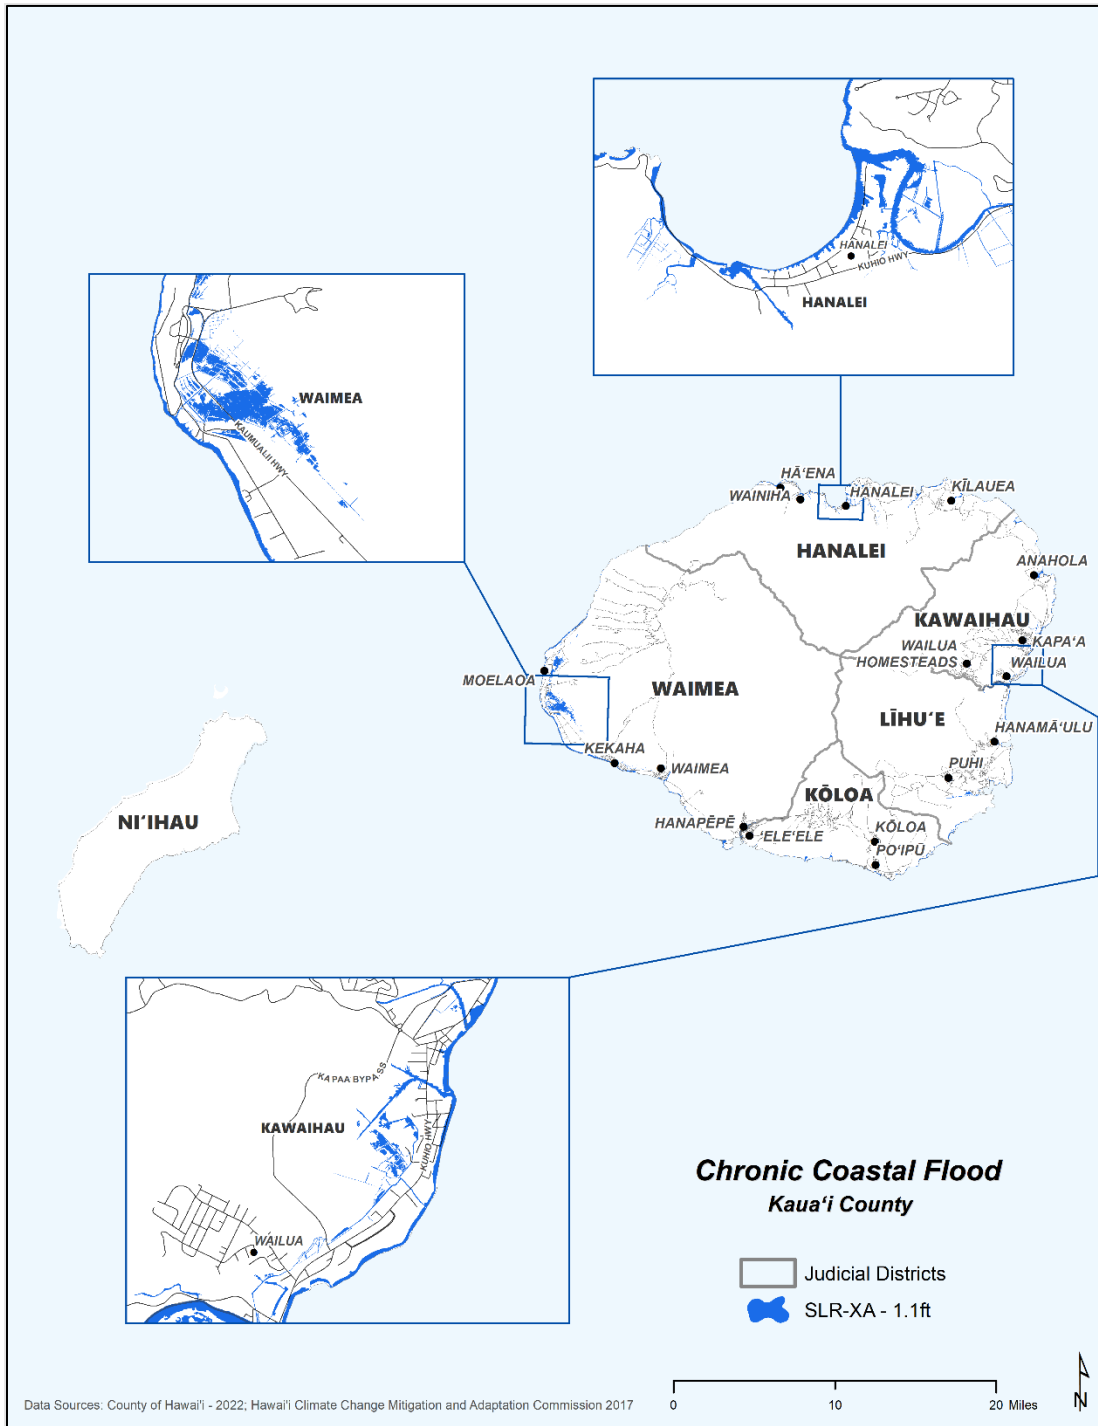 HANALEI
KUHIO HWY
HANALEI
WAIMEA
KAUMUALII HWY
HĀʻENA
WAINIHA
HANALEI
KĪLAUEA
HANALEI
ANAHOLA
KAWAIHAU
KAPAʻA
WAILUA
HOMESTEADS
WAILUA
MOELAOA
WAIMEA
LĪHUʻE
HANAMĀʻULU
KEKAHA
WAIMEA
PUHI
KŌLOA
NIʻIHAU
HANAPĒPĒ
ʻELEʻELE
KŌLOA
POʻIPŪ
KAPAA BYPASS
KAWAIHAU
KUHIO HWY
WAILUA
Chronic Coastal Flood
Kauaʻi County
Judicial Districts
SLR-XA - 1.1ft
Data Sources: County of Hawai'i - 2022; Hawai'i Climate Change Mitigation and Adaptation Commission 2017
0 10 20 Miles
N